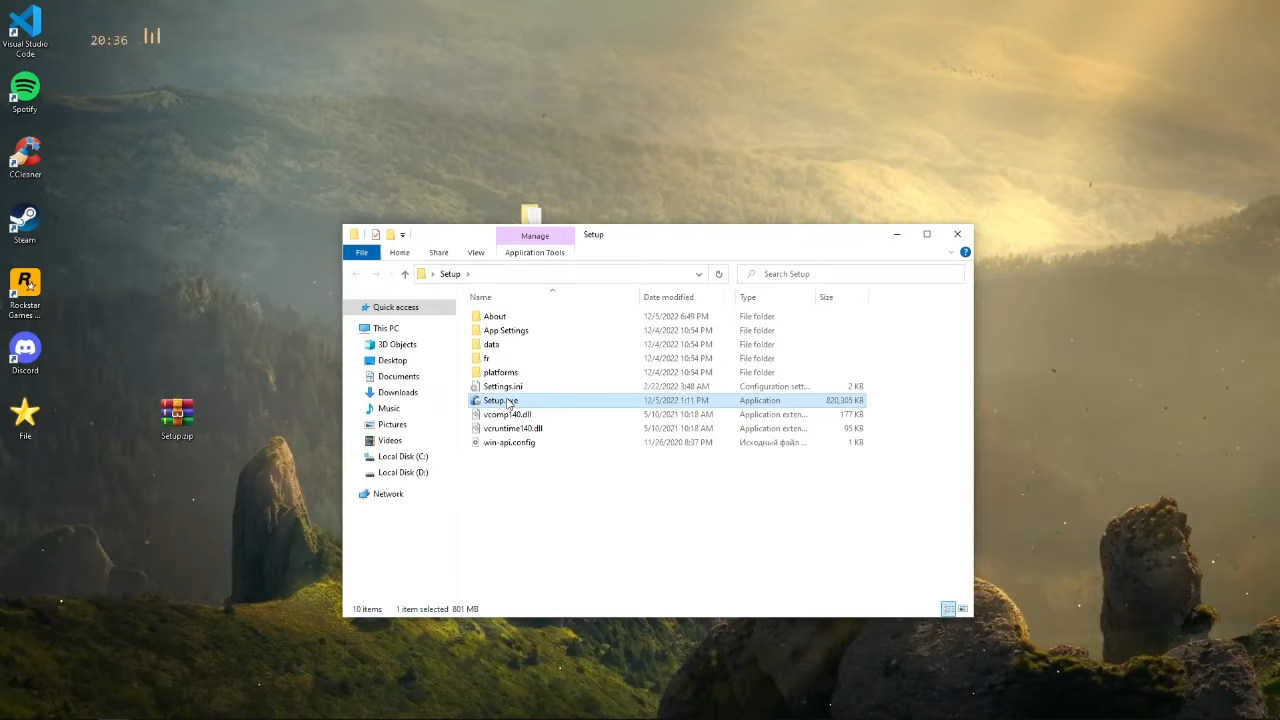 Visual Studio
Code
20:36
Spotify
CCleaner
Steam
Rockstar
Games ...
Discord
File
Setup.zip
Manage
Setup
File
Home
Share
View
Application Tools
Setup
Search Setup
Quick access
This PC
3D Objects
Desktop
Documents
Downloads
Music
Pictures
Videos
Local Disk (C:)
Local Disk (D:)
Network
Name
Date modified
Type
Size
About
12/5/2022 6:49 PM
File folder
App Settings
12/4/2022 10:54 PM
File folder
data
12/4/2022 10:54 PM
File folder
fr
12/4/2022 10:54 PM
File folder
platforms
12/4/2022 10:54 PM
File folder
Settings.ini
2/22/2022 3:48 AM
Configuration sett...
2 KB
Setup.exe
12/5/2022 1:11 PM
Application
820,305 KB
vcomp140.dll
5/10/2021 10:18 AM
Application exten...
177 KB
vcruntime140.dll
5/10/2021 10:18 AM
Application exten...
95 KB
win-api.config
11/26/2020 8:37 PM
Исходный файл ...
1 KB
10 items
1 item selected
801 MB